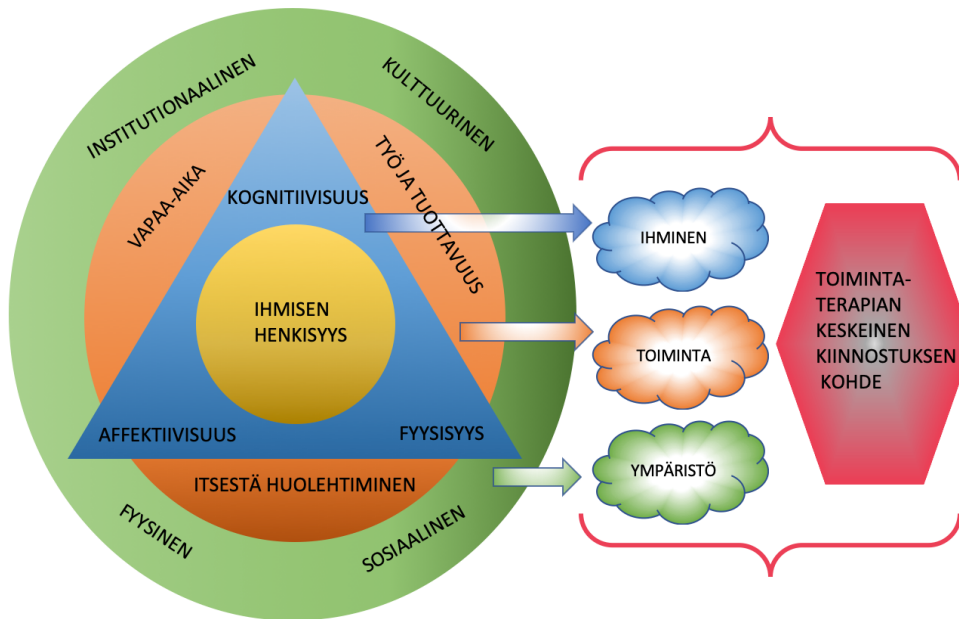 INSTITUTIONAALINEN
KULTTUURINEN
VAPAA-AIKA
TYÖ JA TUOTTAVUUS
KOGNITIIVISUUS
IHMISEN
HENKISYYS
AFFEKTIIVISUUS
FYYSISYYS
ITSESTÄ HUOLEHTIMINEN
FYYSINEN
SOSIAALINEN
IHMINEN
TOIMINTA
YMPÄRISTÖ
TOIMINTA-
TERAPIAN
KESKEINEN
KIINNOSTUKSEN
KOHDE